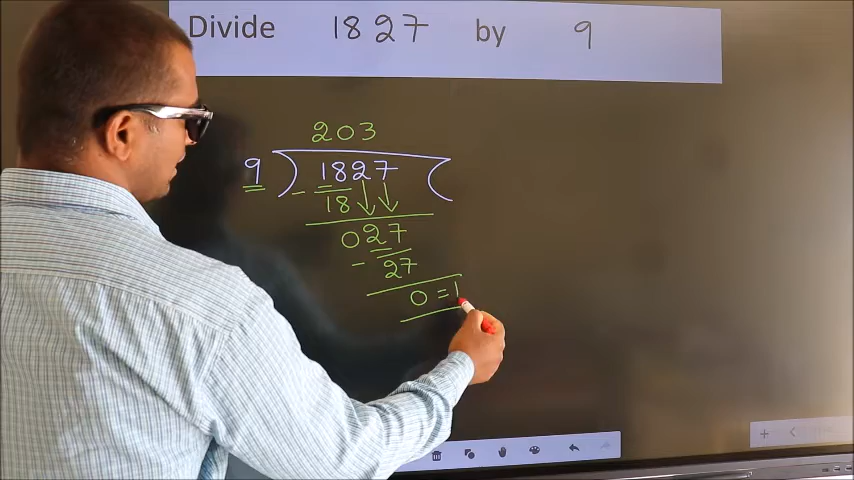 Divide 1827 by 9
203
9 ) 1827 (
- 18
027
- 27
0 = 1